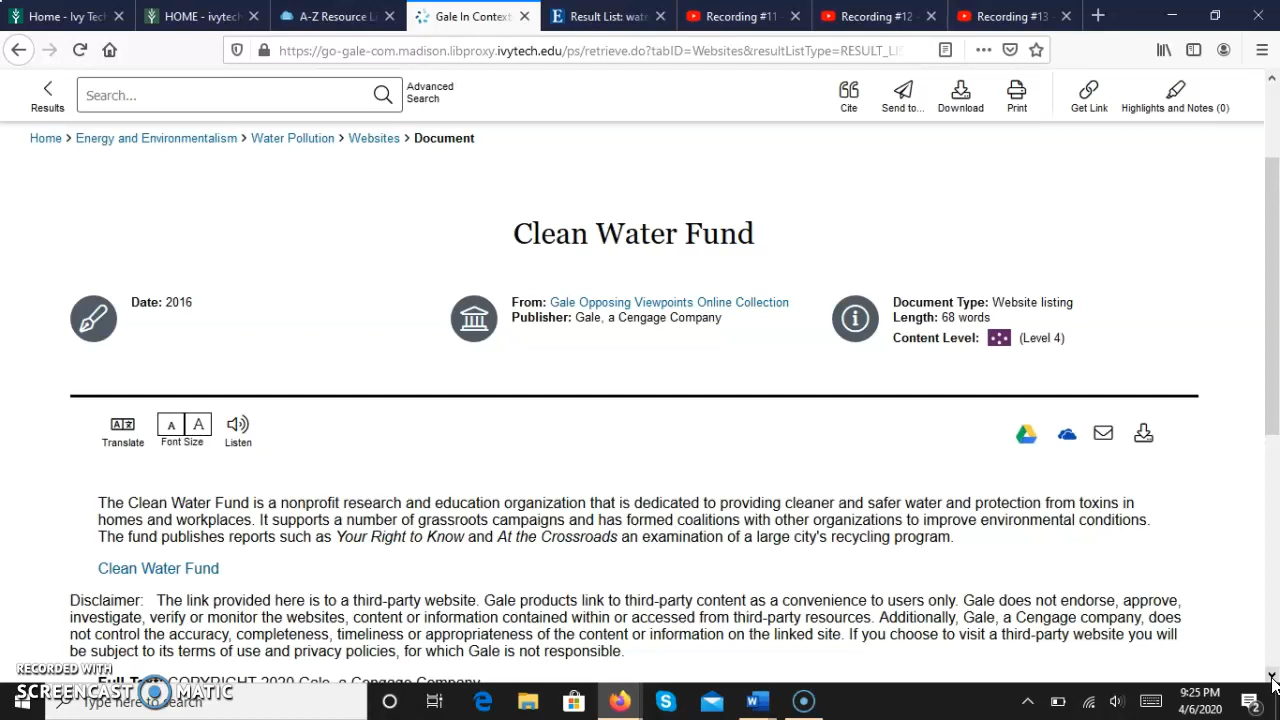 Home - Ivy Tech
HOME - ivytech
A-Z Resource Li
Gale In Context
Result List: wate
Recording #11 -
Recording #12 -
Recording #13 -
https://go-gale-com.madison.libproxy.ivytech.edu/ps/retrieve.do?tabID=Websites&resultListType=RESULT_LIS
Results
Search...
Advanced
Search
Cite
Send to...
Download
Print
Get Link
Highlights and Notes (0)
Home > Energy and Environmentalism > Water Pollution > Websites > Document
Clean Water Fund
Date: 2016
From: Gale Opposing Viewpoints Online Collection
Publisher: Gale, a Cengage Company
Document Type: Website listing
Length: 68 words
Content Level: (Level 4)
Translate
A A
Font Size
Listen
The Clean Water Fund is a nonprofit research and education organization that is dedicated to providing cleaner and safer water and protection from toxins in
homes and workplaces. It supports a number of grassroots campaigns and has formed coalitions with other organizations to improve environmental conditions.
The fund publishes reports such as Your Right to Know and At the Crossroads an examination of a large city's recycling program.
Clean Water Fund
Disclaimer: The link provided here is to a third-party website. Gale products link to third-party content as a convenience to users only. Gale does not endorse, approve,
investigate, verify or monitor the websites, content or information contained within or accessed from third-party resources. Additionally, Gale, a Cengage company, does
not control the accuracy, completeness, timeliness or appropriateness of the content or information on the linked site. If you choose to visit a third-party website you will
be subject to its terms of use and privacy policies, for which Gale is not responsible.
Full Text: COPYRIGHT 2020 Gale, a Cengage Company
RECORDED WITH
SCREENCAST MATIC
Type here to search
9:25 PM
4/6/2020
2